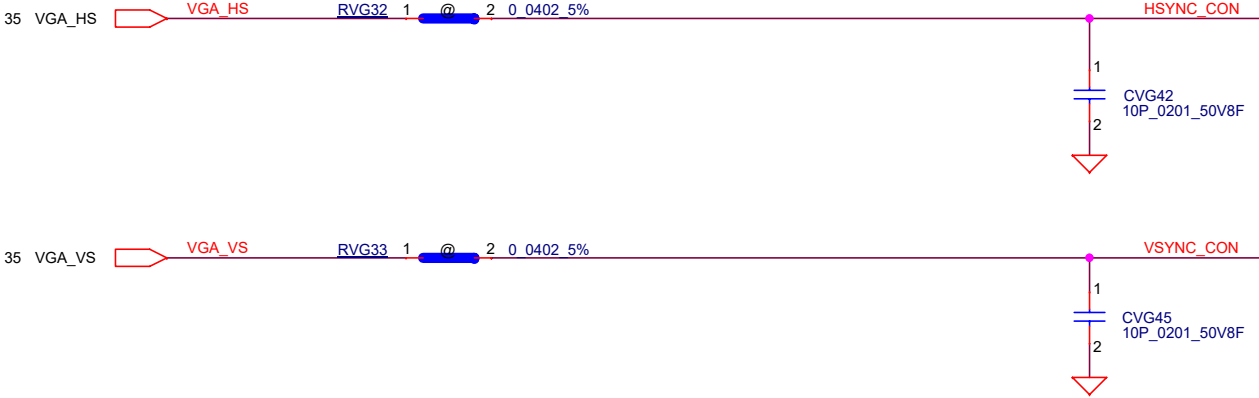 35 VGA_HS VGA_HS RVG32 1 @ 2 0_0402_5% HSYNC_CON
1
CVG42
10P_0201_50V8F
2
35 VGA_VS VGA_VS RVG33 1 @ 2 0_0402_5% VSYNC_CON
1
CVG45
10P_0201_50V8F
2